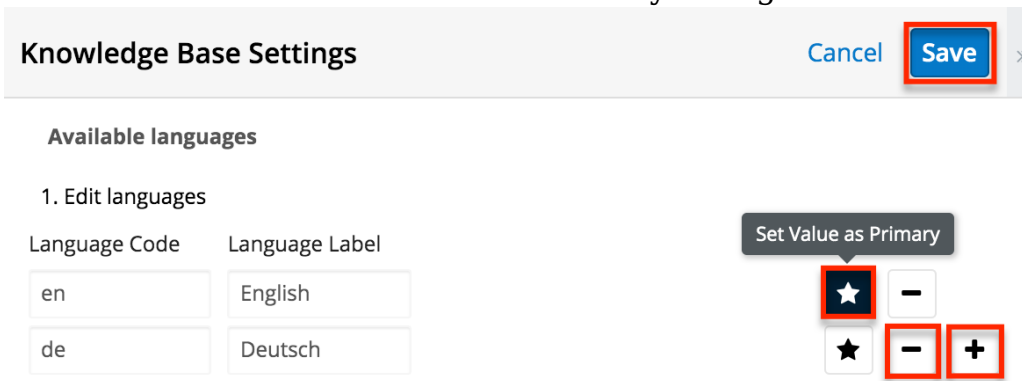 Knowledge Base Settings Cancel Save
Available languages
1. Edit languages
Language Code Language Label Set Value as Primary
en English
de Deutsch